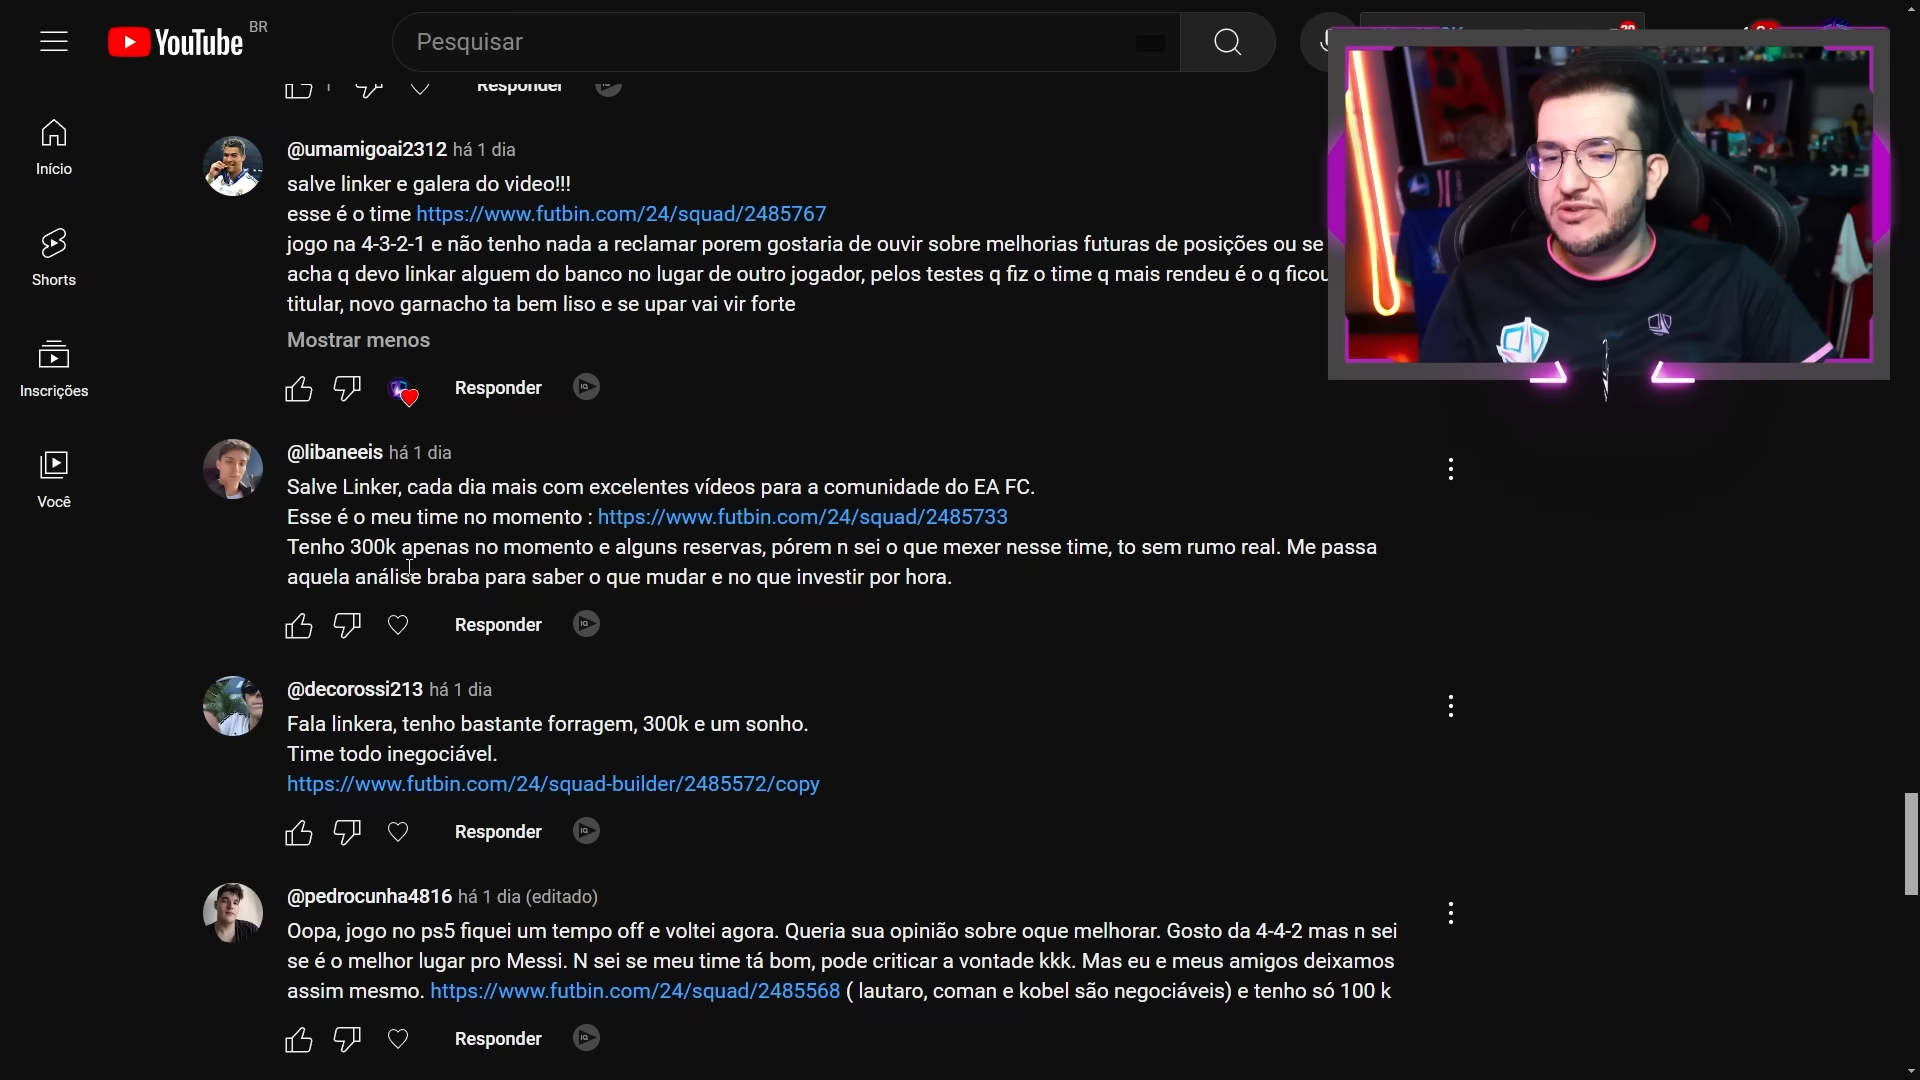 YouTube BR
Pesquisar
Início
Shorts
Inscrições
Você
1
Responder
@umamigoai2312 há 1 dia
salve linker e galera do video!!!
esse é o time https://www.futbin.com/24/squad/2485767
jogo na 4-3-2-1 e não tenho nada a reclamar porem gostaria de ouvir sobre melhorias futuras de posições ou se
acha q devo linkar alguem do banco no lugar de outro jogador, pelos testes q fiz o time q mais rendeu é o q ficou
titular, novo garnacho ta bem liso e se upar vai vir forte
Mostrar menos
Responder
@libaneeis há 1 dia
Salve Linker, cada dia mais com excelentes vídeos para a comunidade do EA FC.
Esse é o meu time no momento : https://www.futbin.com/24/squad/2485733
Tenho 300k apenas no momento e alguns reservas, pórem n sei o que mexer nesse time, to sem rumo real. Me passa
aquela análise braba para saber o que mudar e no que investir por hora.
Responder
@decorossi213 há 1 dia
Fala linkera, tenho bastante forragem, 300k e um sonho.
Time todo inegociável.
https://www.futbin.com/24/squad-builder/2485572/copy
Responder
@pedrocunha4816 há 1 dia (editado)
Oopa, jogo no ps5 fiquei um tempo off e voltei agora. Queria sua opinião sobre oque melhorar. Gosto da 4-4-2 mas n sei
se é o melhor lugar pro Messi. N sei se meu time tá bom, pode criticar a vontade kkk. Mas eu e meus amigos deixamos
assim mesmo. https://www.futbin.com/24/squad/2485568 ( lautaro, coman e kobel são negociáveis) e tenho só 100 k
Responder